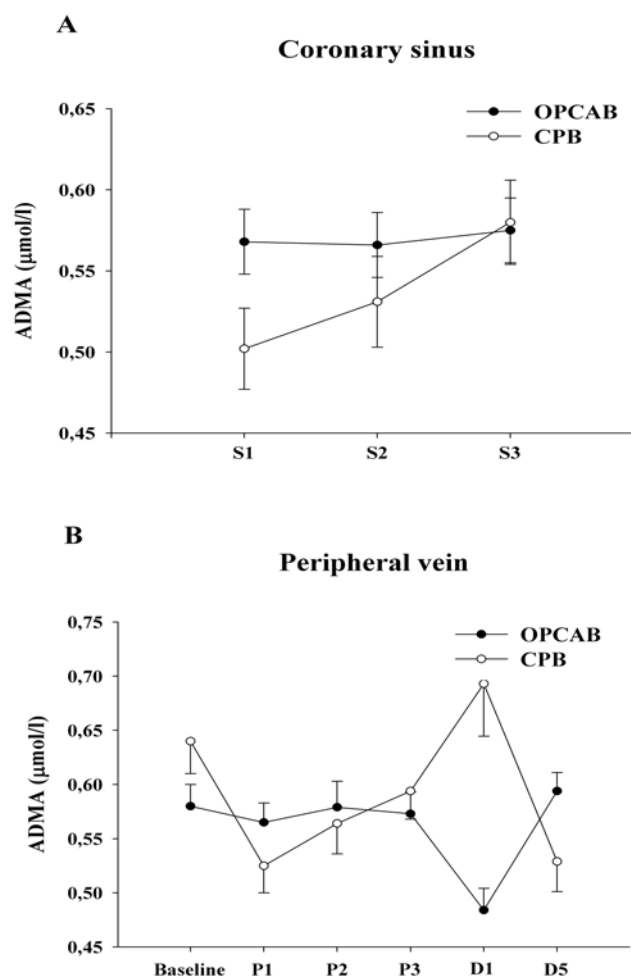 A
Coronary sinus
OPCAB
CPB
0,65
0,60
0,55
0,50
0,45
ADMA (μmol/l)
S1 S2 S3
B
Peripheral vein
OPCAB
CPB
0,75
0,70
0,65
0,60
0,55
0,50
0,45
ADMA (μmol/l)
Baseline P1 P2 P3 D1 D5